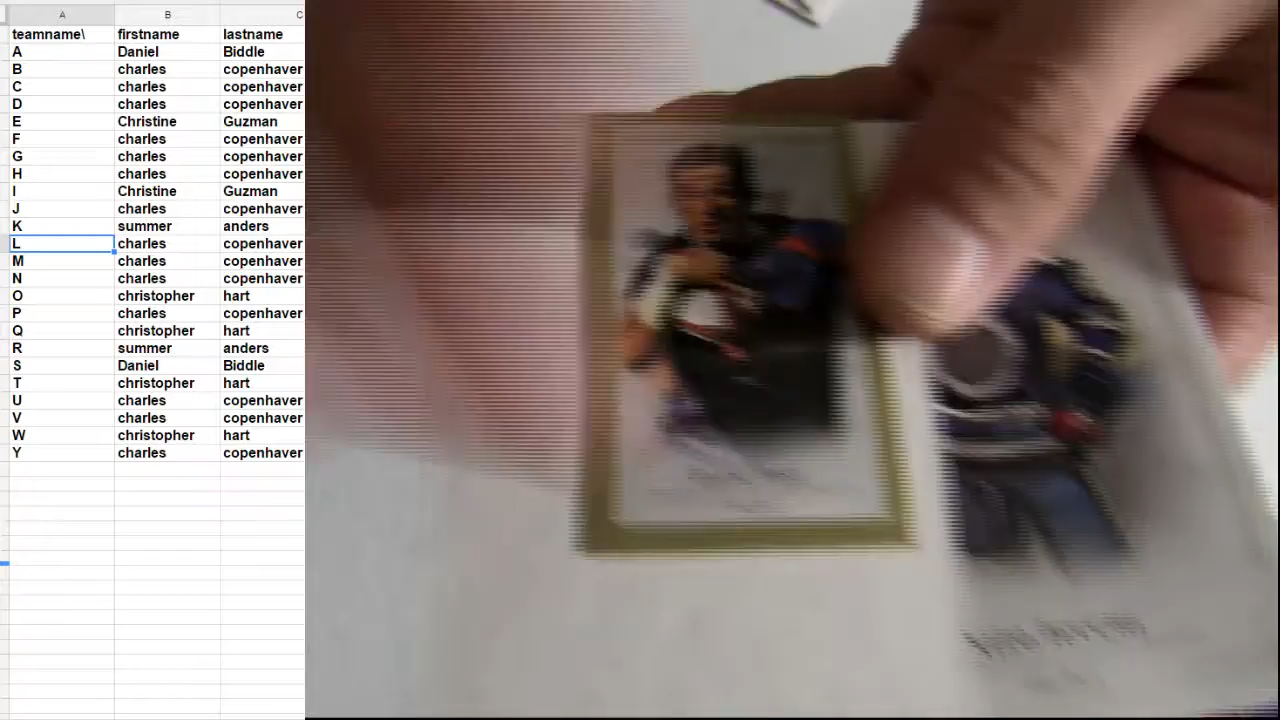 A B C
teamname\ firstname lastname
A Daniel Biddle
B charles copenhaver
C charles copenhaver
D charles copenhaver
E Christine Guzman
F charles copenhaver
G charles copenhaver
H charles copenhaver
I Christine Guzman
J charles copenhaver
K summer anders
L charles copenhaver
M charles copenhaver
N charles copenhaver
O christopher hart
P charles copenhaver
Q christopher hart
R summer anders
S Daniel Biddle
T christopher hart
U charles copenhaver
V charles copenhaver
W christopher hart
Y charles copenhaver